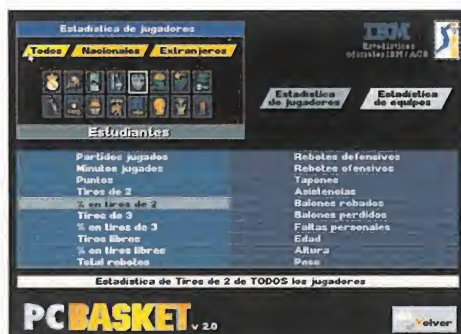 Estadística de jugadores
Todos Nacionales Extranjeros
Estudiantes
IBM
Estadísticas
oficiales IBM/ACB
Estadística
de jugadores
Estadística
de equipos
Partidos jugados
Minutos jugados
Puntos
Tiros de 2
% en tiros de 2
Tiros de 3
% en tiros de 3
Tiros libres
% en tiros libres
Total rebotes
Rebotes defensivos
Rebotes ofensivos
Tapones
Asistencias
Balones robados
Balones perdidos
Faltas personales
Edad
Altura
Peso
Estadística de Tiros de 2 de TODOS los jugadores
PCBASKET v 2.0
Volver